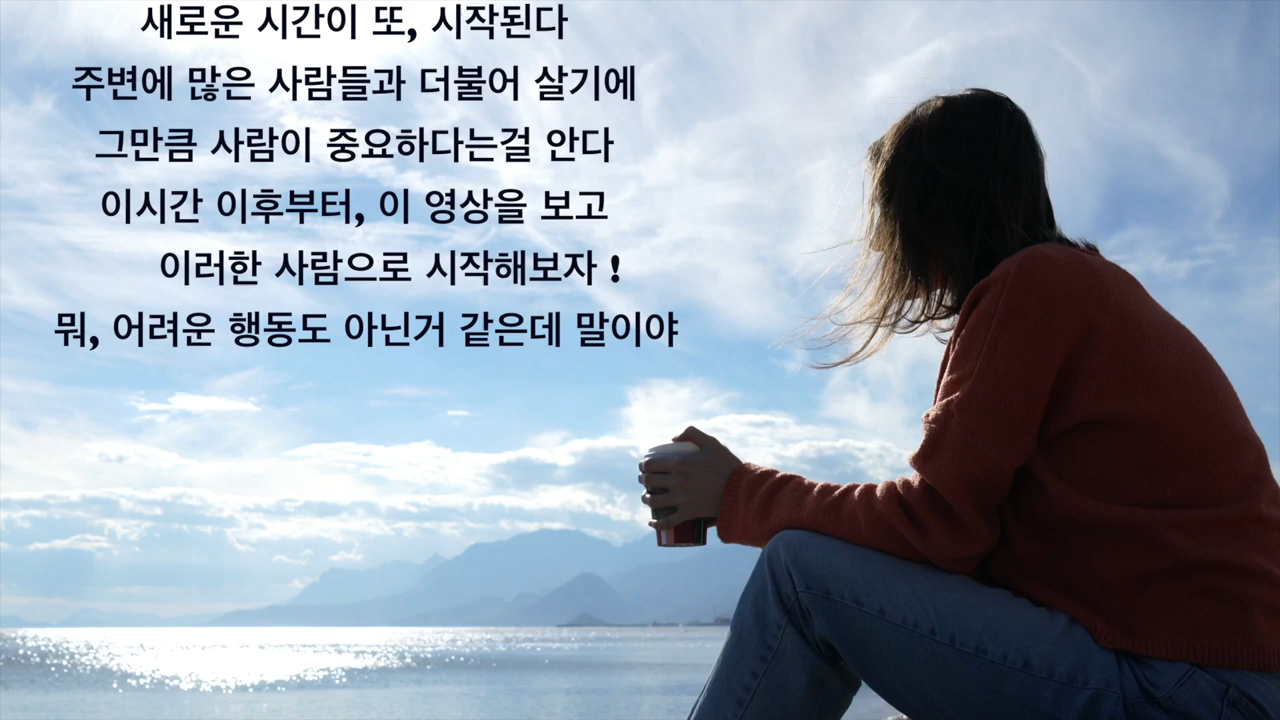 새로운 시간이 또, 시작된다
주변에 많은 사람들과 더불어 살기에
그만큼 사람이 중요하다는걸 안다
이시간 이후부터, 이 영상을 보고
이러한 사람으로 시작해보자 !
뭐, 어려운 행동도 아닌거 같은데 말이야